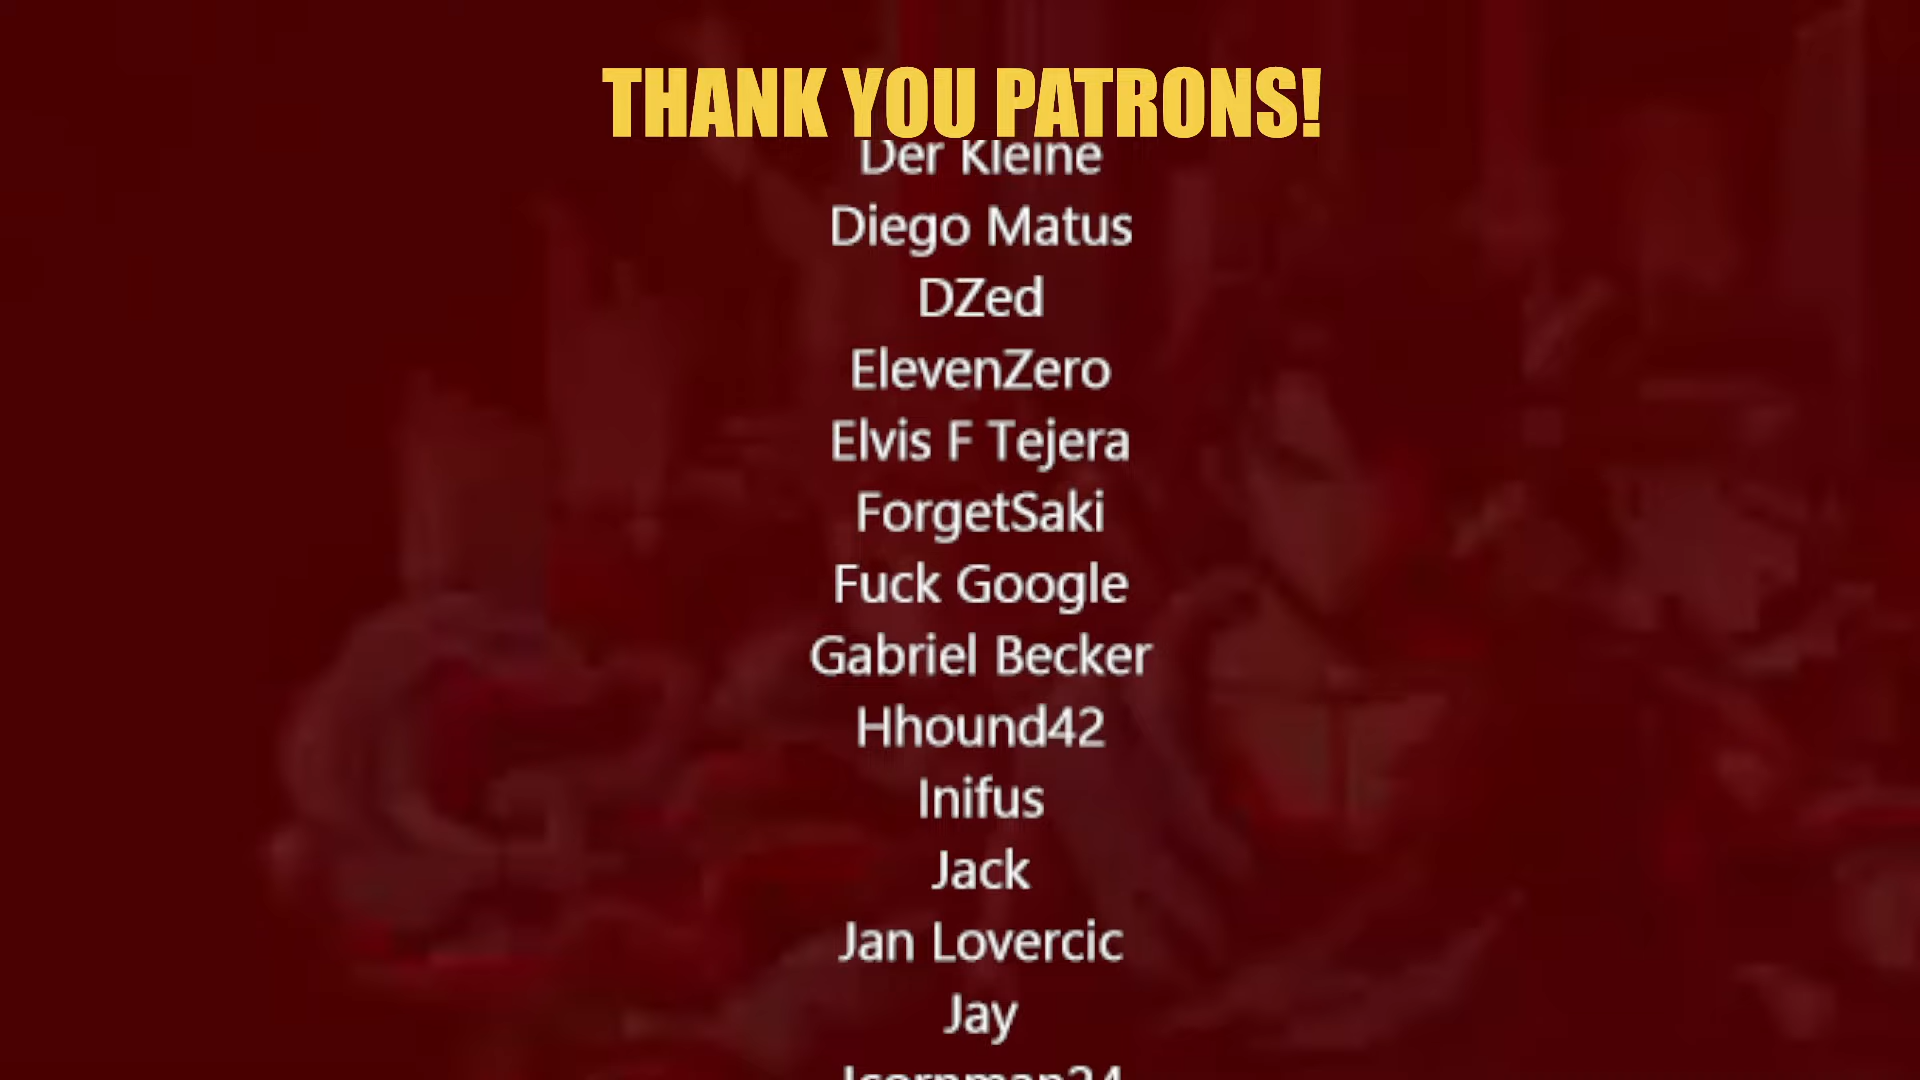 THANK YOU PATRONS!
Der Kleine
Diego Matus
DZed
ElevenZero
Elvis F Tejera
ForgetSaki
Fuck Google
Gabriel Becker
Hhound42
Inifus
Jack
Jan Lovercic
Jay